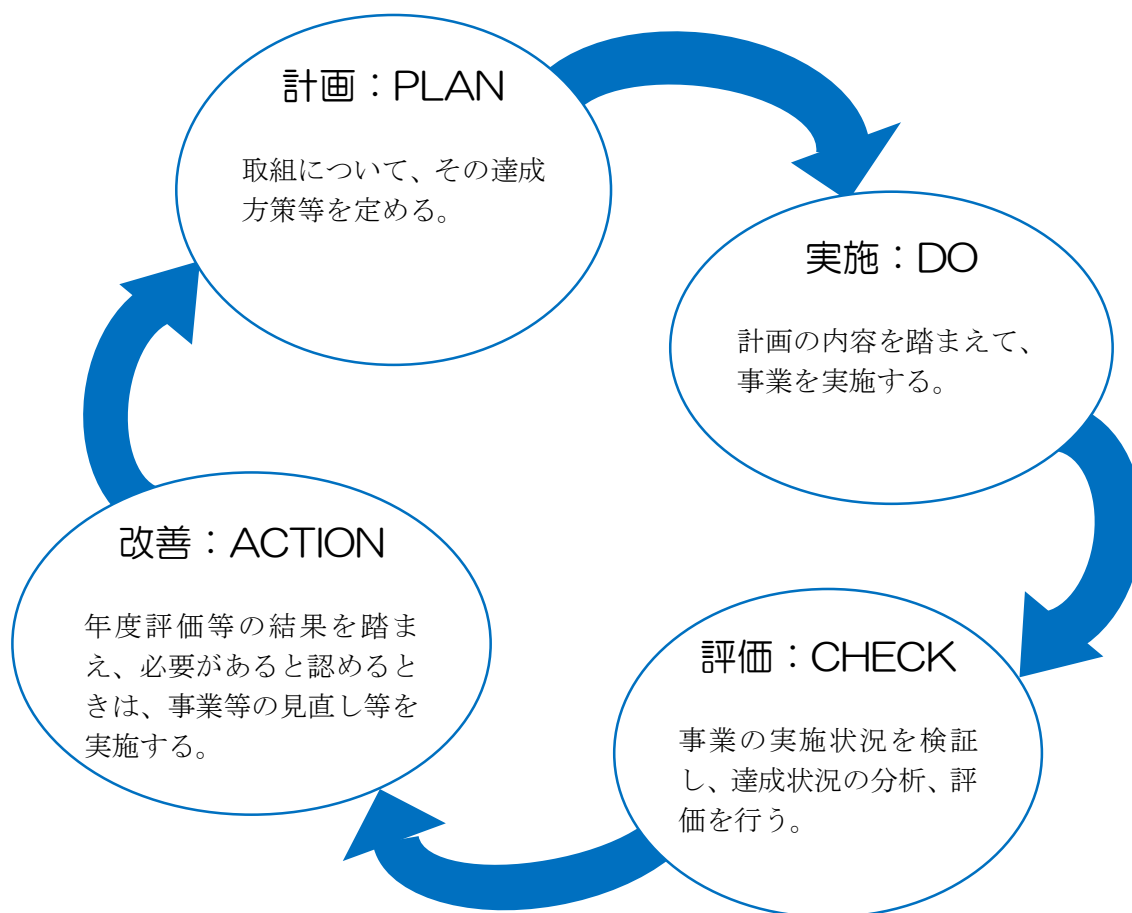 計画：PLAN
取組について、その達成
方策等を定める。
実施：DO
計画の内容を踏まえて、
事業を実施する。
評価：CHECK
事業の実施状況を検証
し、達成状況の分析、評
価を行う。
改善：ACTION
年度評価等の結果を踏ま
え、必要があると認めると
きは、事業等の見直し等を
実施する。